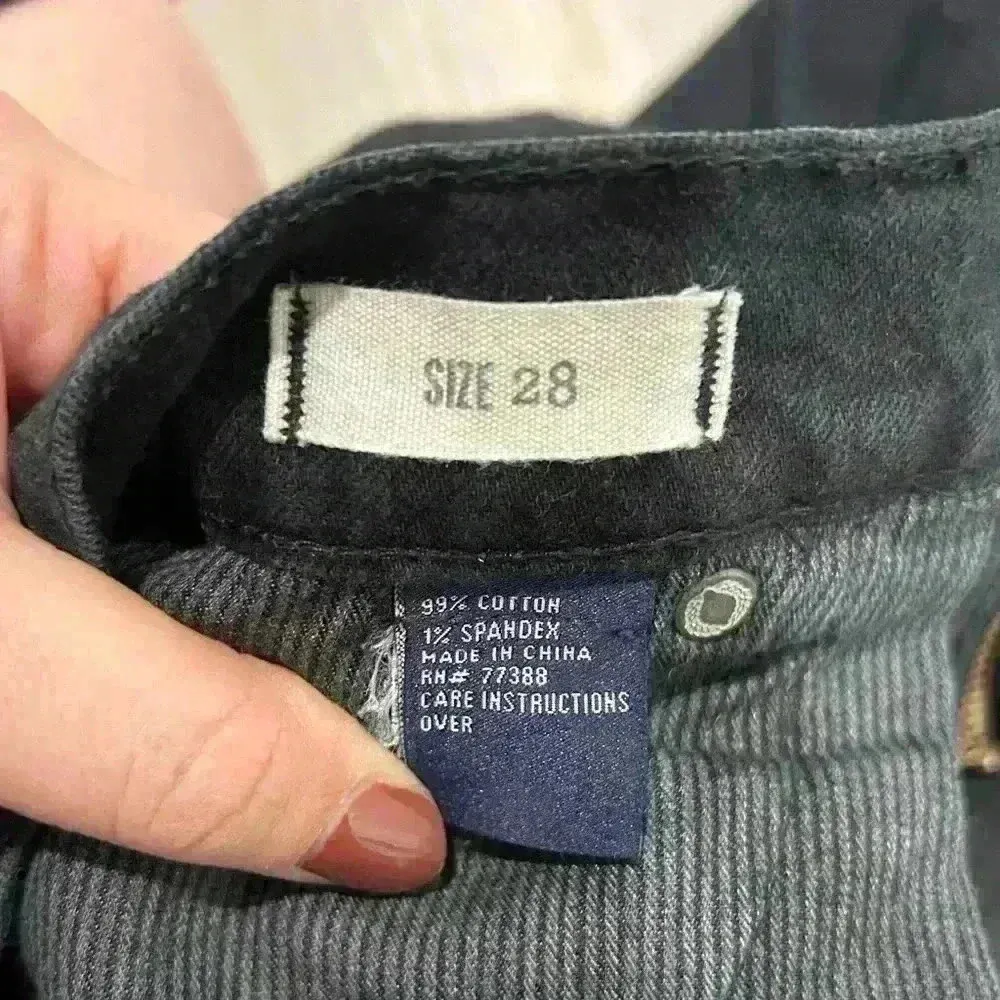 SIZE 28
99% COTTON
1% SPANDEX
MADE IN CHINA
RN# 77388
CARE INSTRUCTIONS
OVER